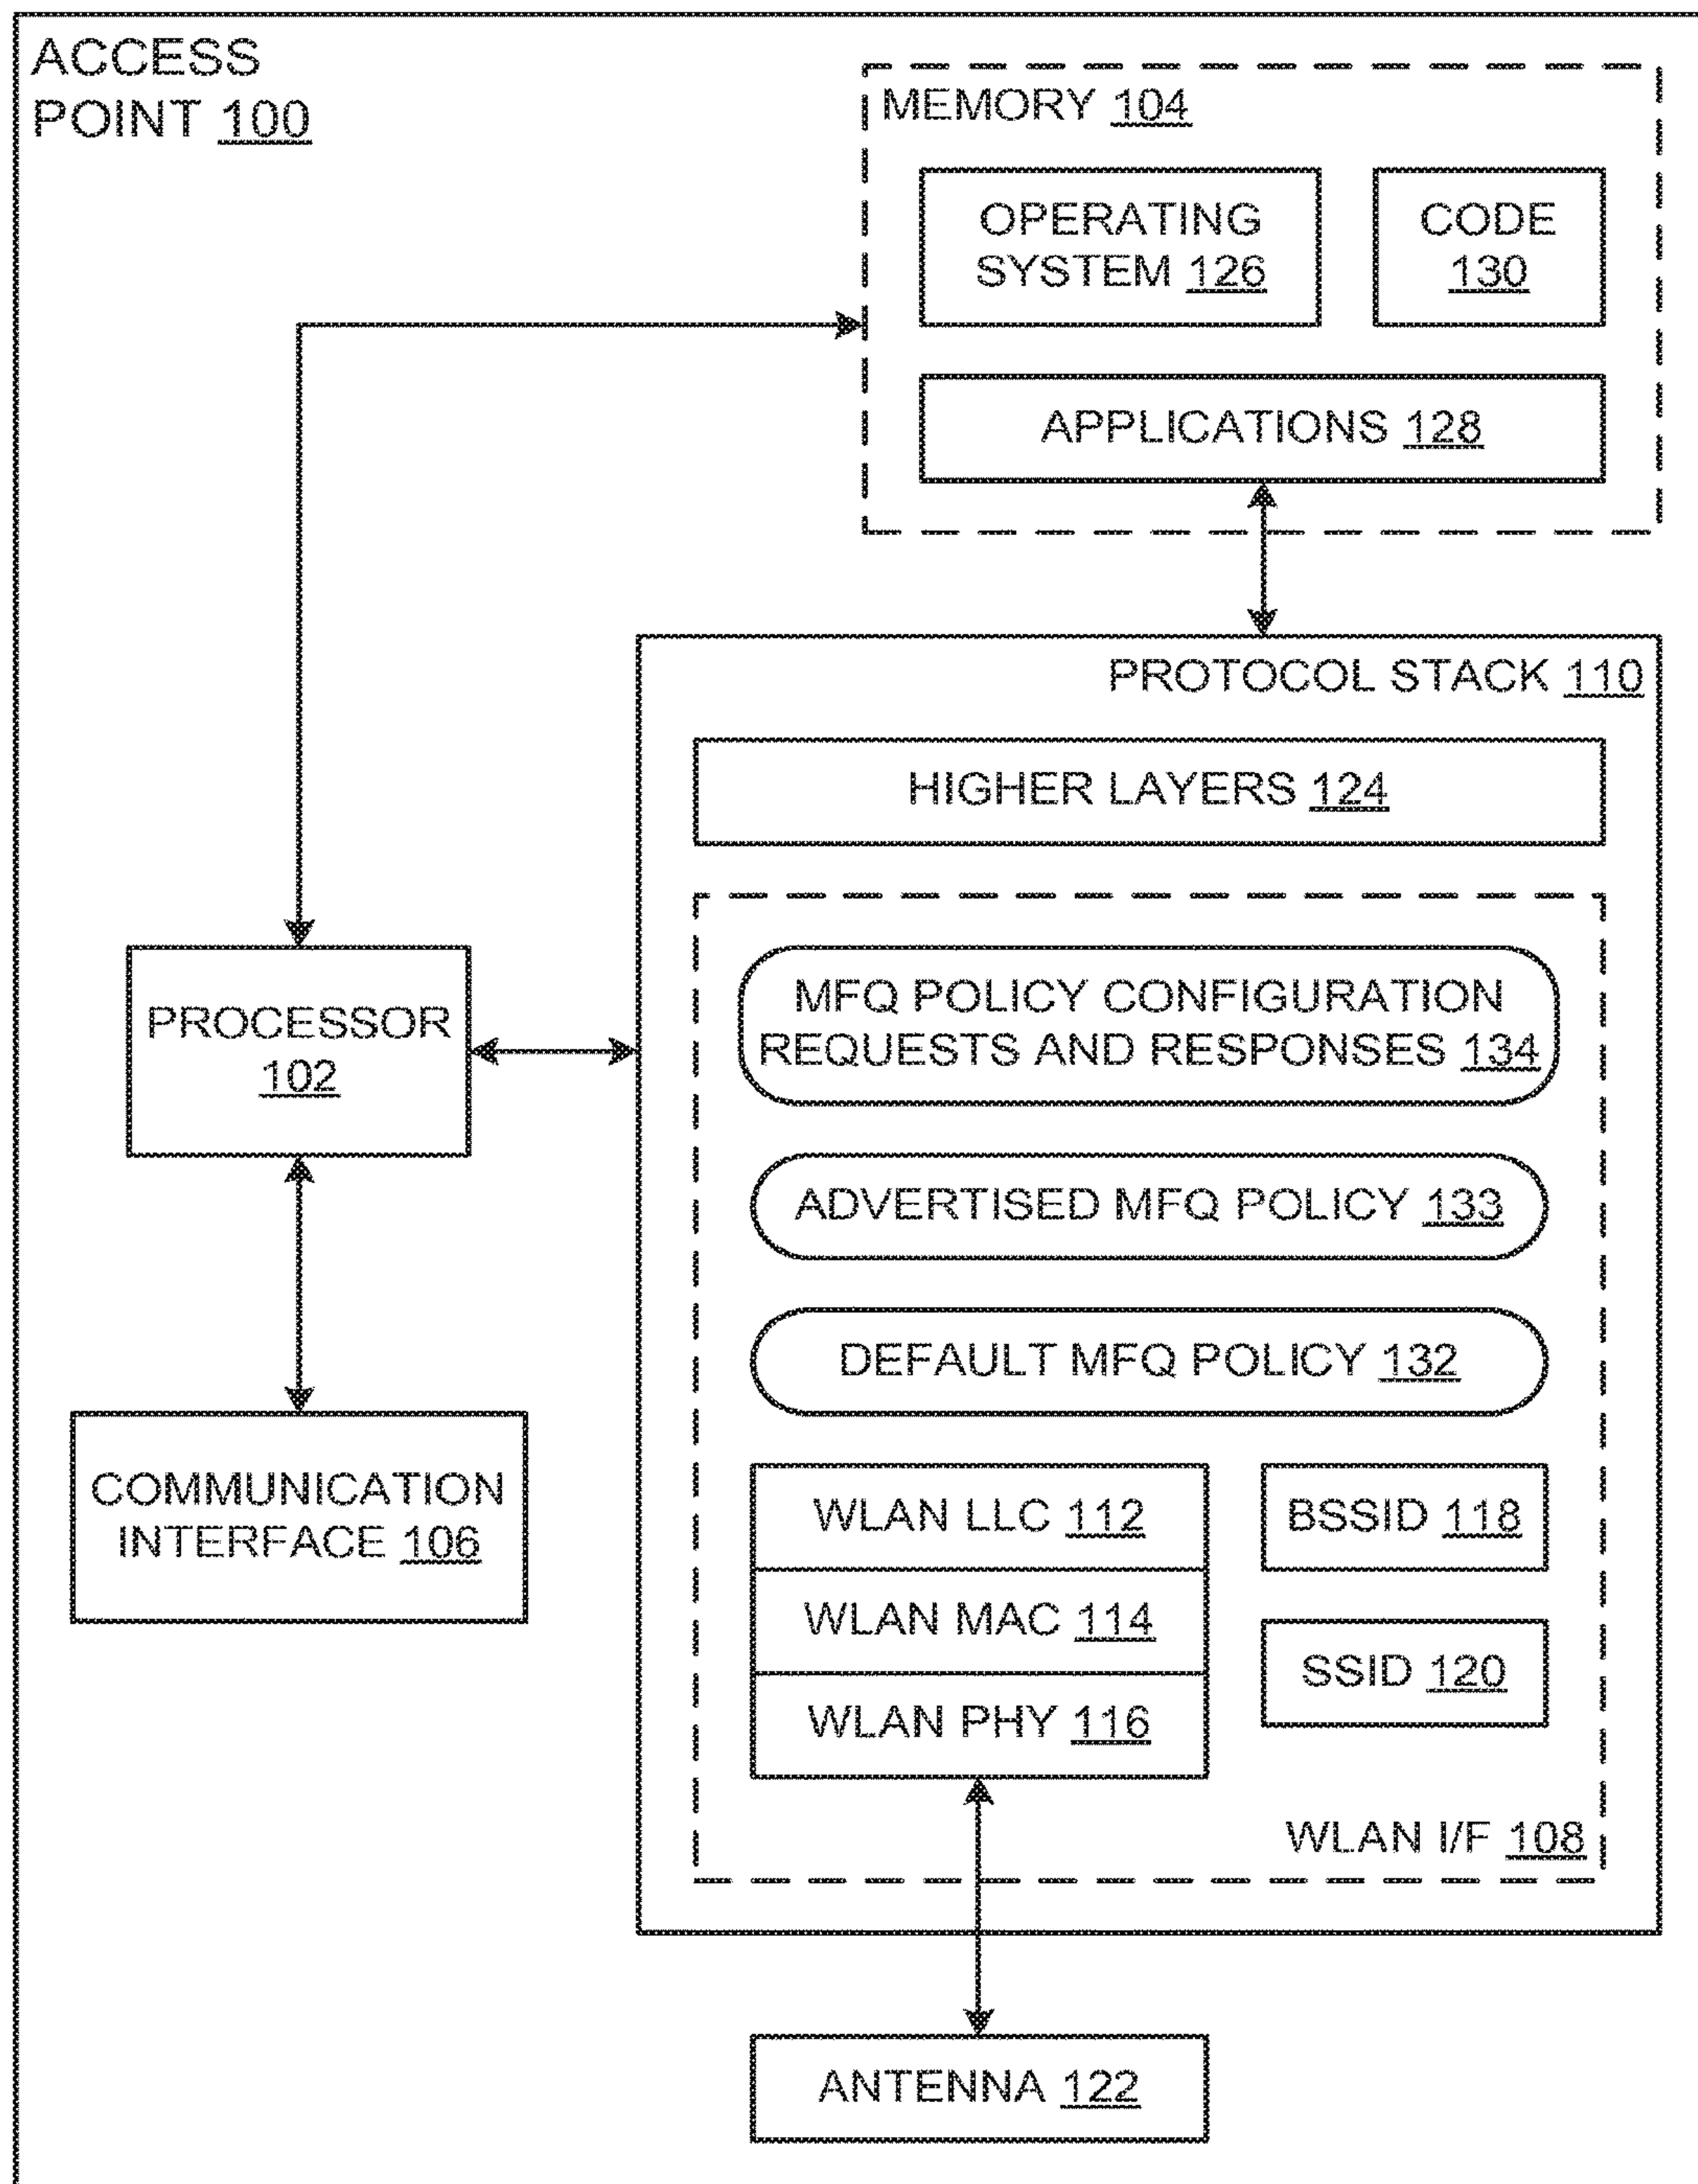 ACCESS
POINT 100
MEMORY 104
OPERATING
SYSTEM 126
CODE
130
APPLICATIONS 128
PROTOCOL STACK 110
HIGHER LAYERS 124
MFQ POLICY CONFIGURATION
REQUESTS AND RESPONSES 134
PROCESSOR
102
ADVERTISED MFQ POLICY 133
DEFAULT MFQ POLICY 132
COMMUNICATION
INTERFACE 106
WLAN LLC 112
BSSID 118
WLAN MAC 114
SSID 120
WLAN PHY 116
WLAN I/F 108
ANTENNA 122